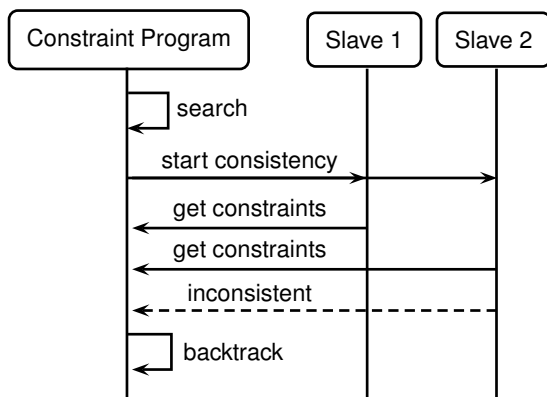 Constraint Program
Slave 1
Slave 2
search
start consistency
get constraints
get constraints
inconsistent
backtrack